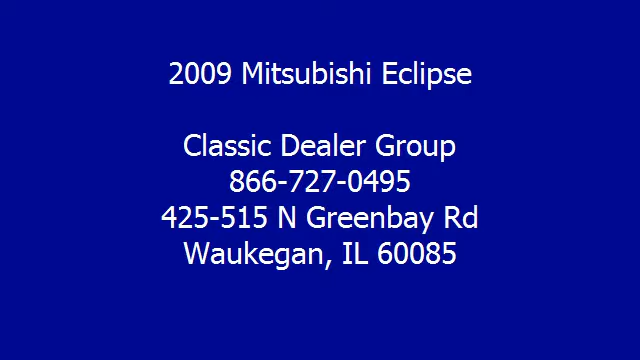 2009 Mitsubishi Eclipse
Classic Dealer Group
866-727-0495
425-515 N Greenbay Rd
Waukegan, IL 60085